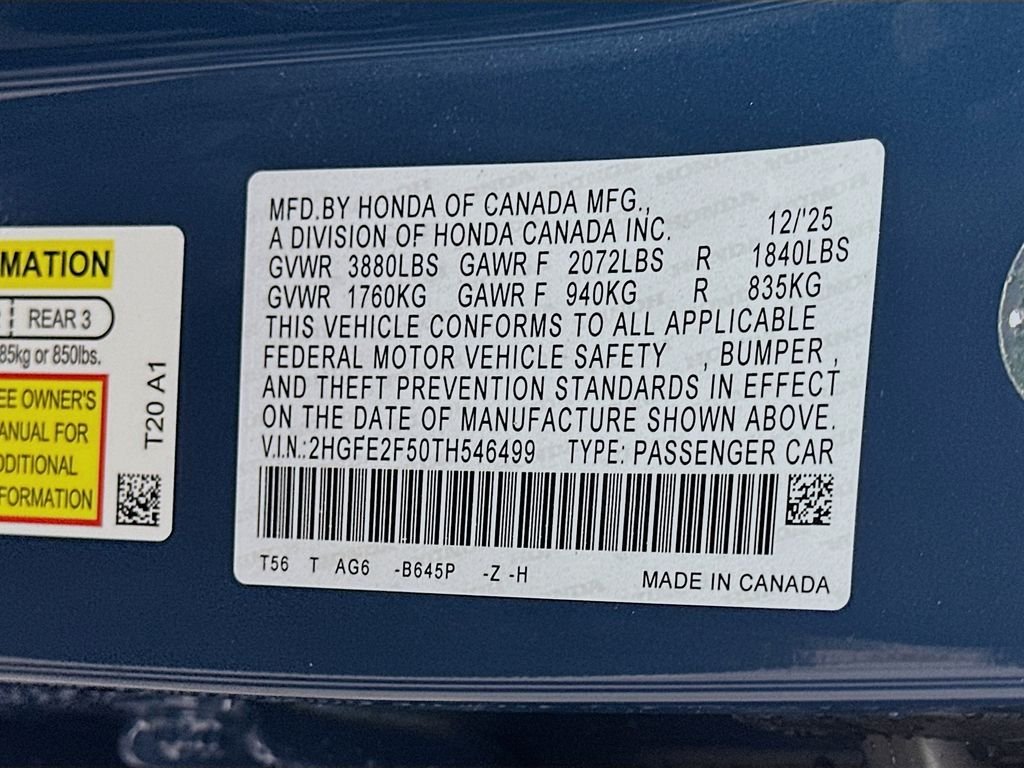 MATION
REAR 3
85kg or 850lbs.
EE OWNER'S
ANUAL FOR
DDITIONAL
FORMATION
T20 A1
MFD.BY HONDA OF CANADA MFG.,
A DIVISION OF HONDA CANADA INC. 12/'25
GVWR 3880LBS GAWR F 2072LBS R 1840LBS
GVWR 1760KG GAWR F 940KG R 835KG
THIS VEHICLE CONFORMS TO ALL APPLICABLE
FEDERAL MOTOR VEHICLE SAFETY , BUMPER ,
AND THEFT PREVENTION STANDARDS IN EFFECT
ON THE DATE OF MANUFACTURE SHOWN ABOVE.
V.I.N.:2HGFE2F50TH546499 TYPE: PASSENGER CAR
T56 T AG6 -B645P -Z -H MADE IN CANADA